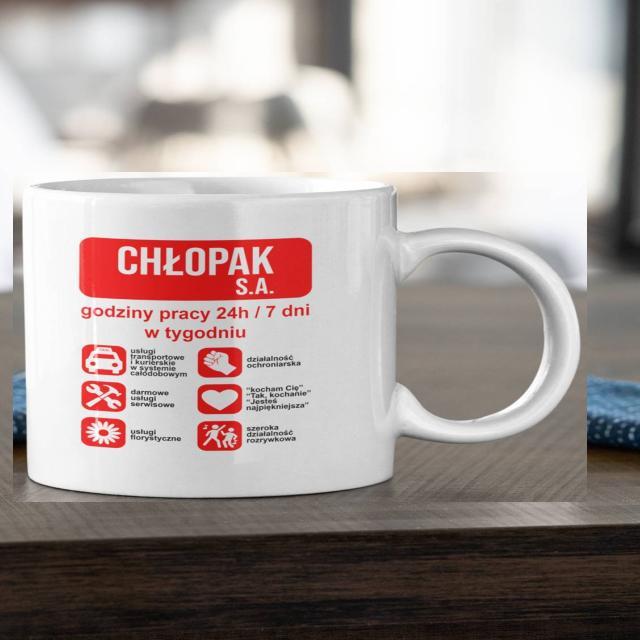 CHŁOPAK
S.A.
godziny pracy 24h / 7 dni
w tygodniu
usługi
transportowe
i kurierskie
w systemie
całodobowym
działalność
ochroniarska
darmowe
usługi
serwisowe
"kocham Cię"
"Tak, kochanie"
"Jesteś
najpiękniejsza"
usługi
florystyczne
szeroka
działalność
rozrywkowa